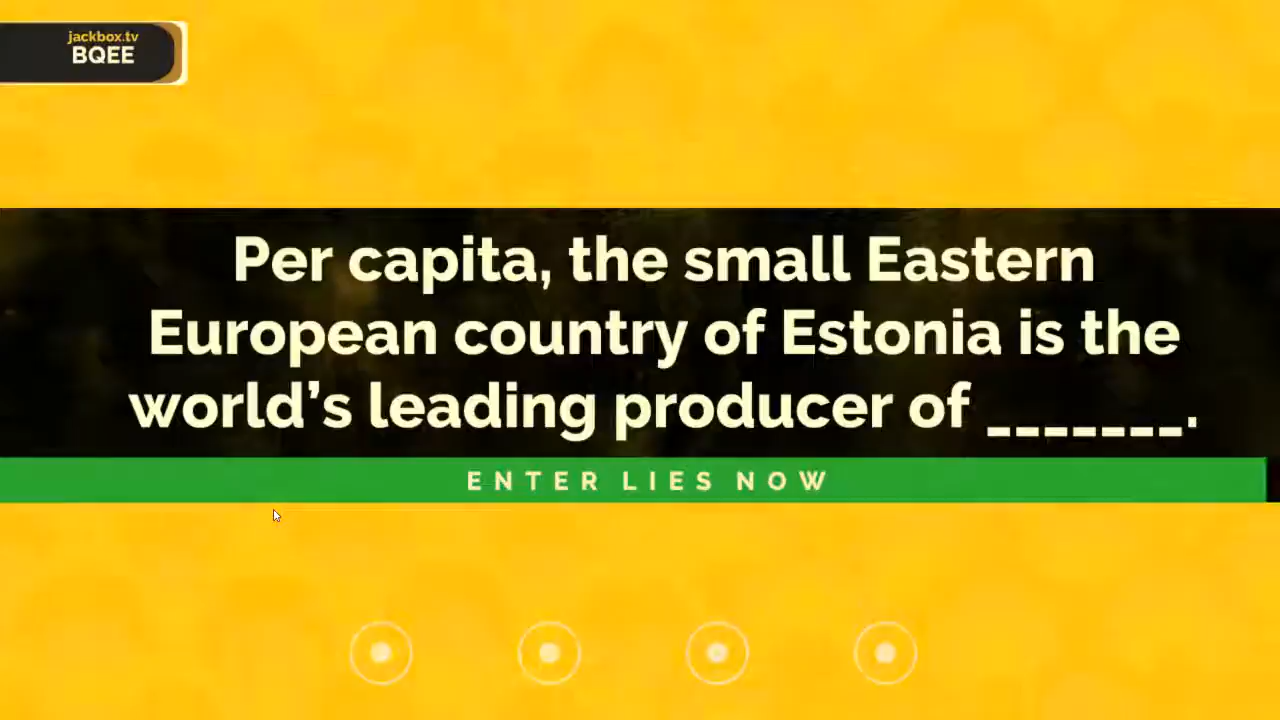 jackbox.tv
BQEE
Per capita, the small Eastern
European country of Estonia is the
world’s leading producer of _______.
ENTER LIES NOW